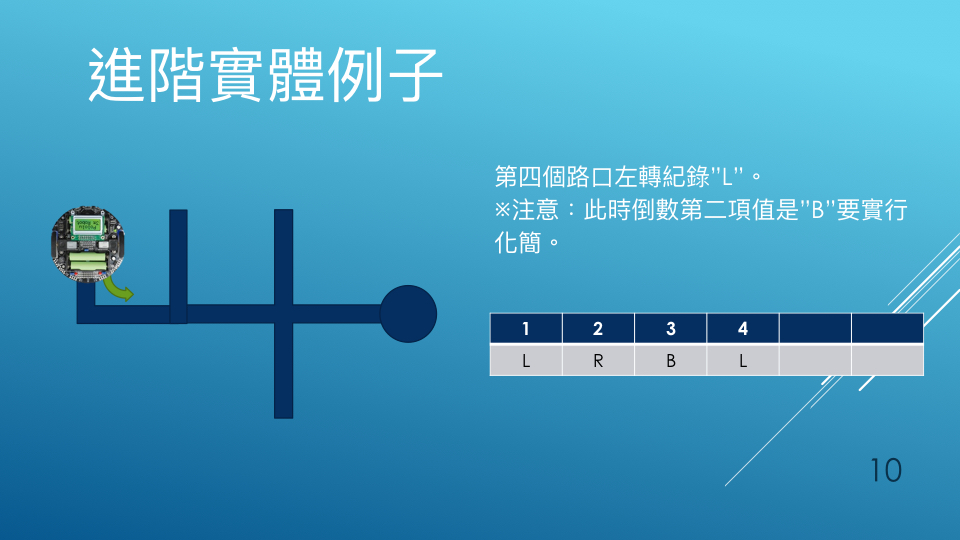 進階實體例子
第四個路口左轉紀錄”L”。
※注意：此時倒數第二項值是”B”要實行
化簡。
1 2 3 4
L R B L
10